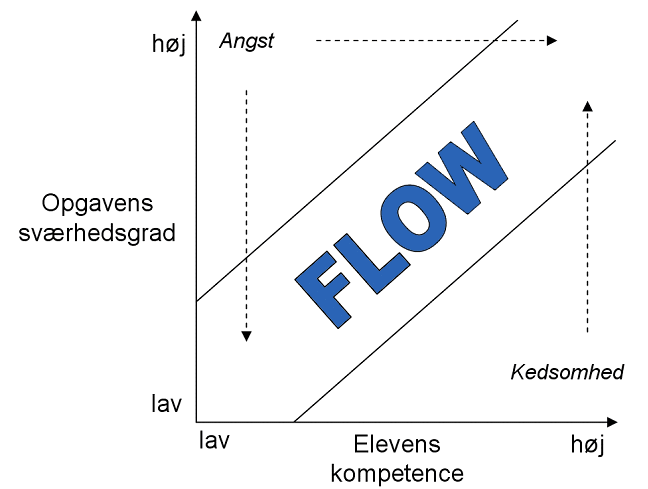 høj
Angst
FLOW
Opgavens
sværhedsgrad
Kedsomhed
lav
lav
Elevens
kompetence
høj